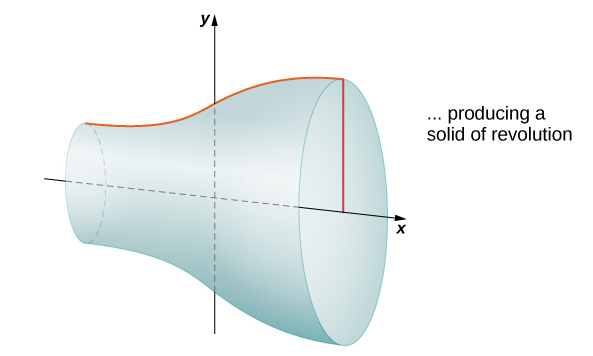 y
... producing a
solid of revolution
x